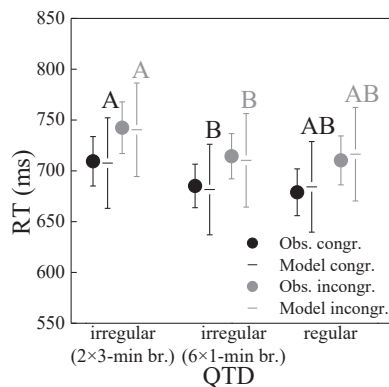 850
800
750
700
650
600
550
RT (ms)
A
A
B
B
AB
AB
Obs. congr.
Model congr.
Obs. incongr.
Model incongr.
irregular irregular regular
(2×3-min br.) (6×1-min br.)
QTD